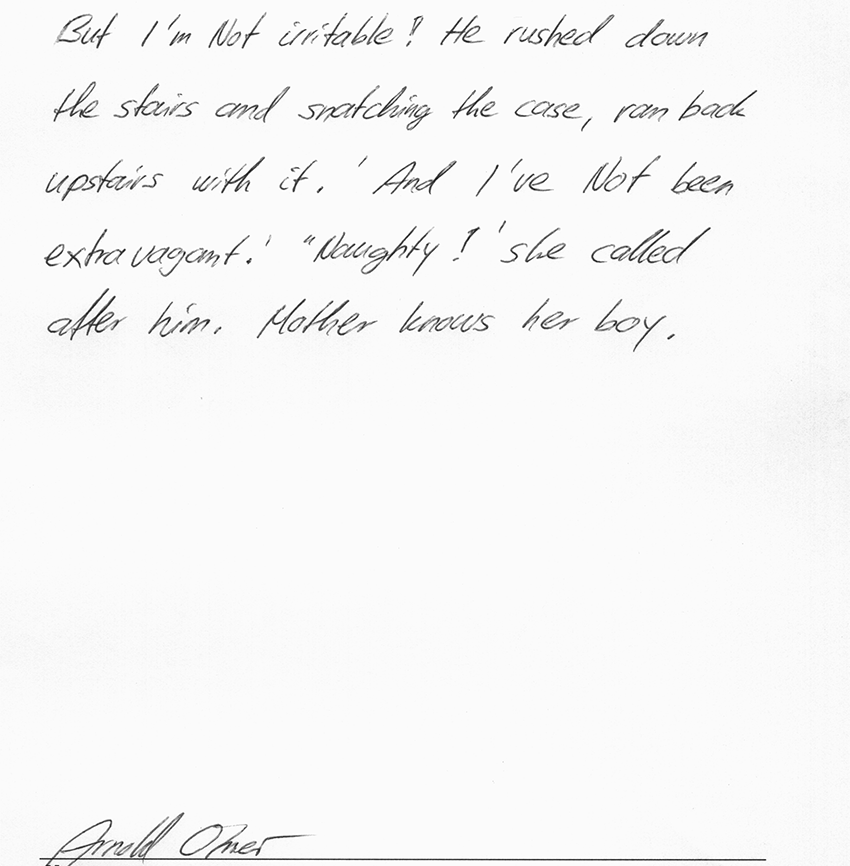 But I'm Not irritable! He rushed down
the stairs and snatching the case, ran back
upstairs with it. ' And I've Not been
extravagant.' "Naughty! 'she called
after him. Mother knows her boy.
Arnold